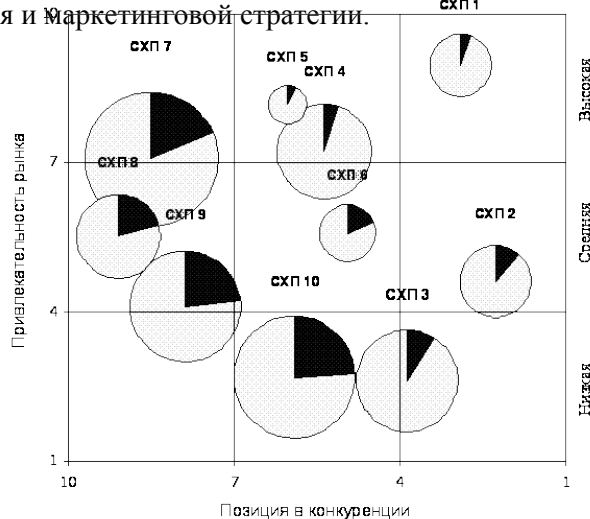 я и маркетинговой стратегии.
10
СХП 1
СХП 7
СХП 5
СХП 4
Высокая
7
СХП 8
СХП 6
СХП 9
СХП 2
Средняя
Привлекательность рынка
СХП 10
СХП 3
4
Низкая
1
10
7
4
1
Позиция в конкуренции